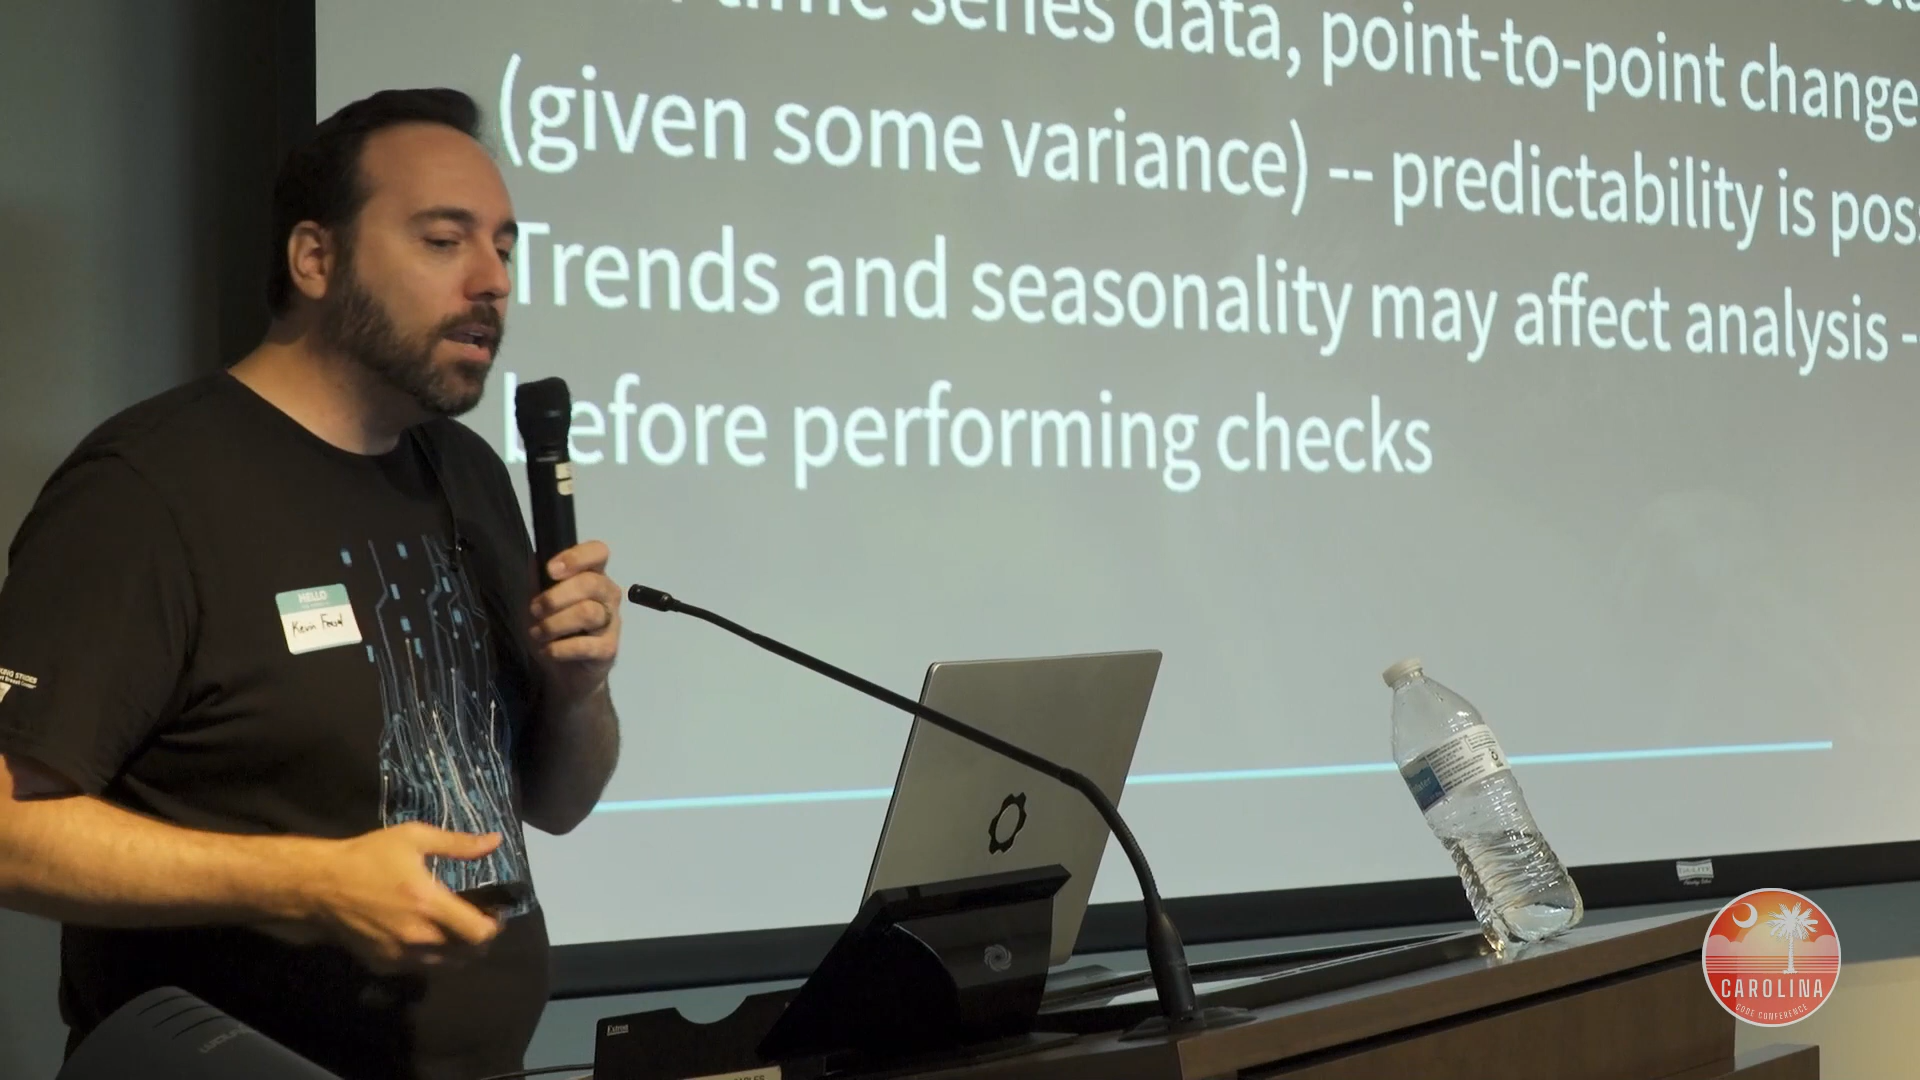 time series data, point-to-point change
(given some variance) -- predictability is poss
Trends and seasonality may affect analysis -
before performing checks
HELLO
Kevin
CAROLINA
CODE CONFERENCE
Extron